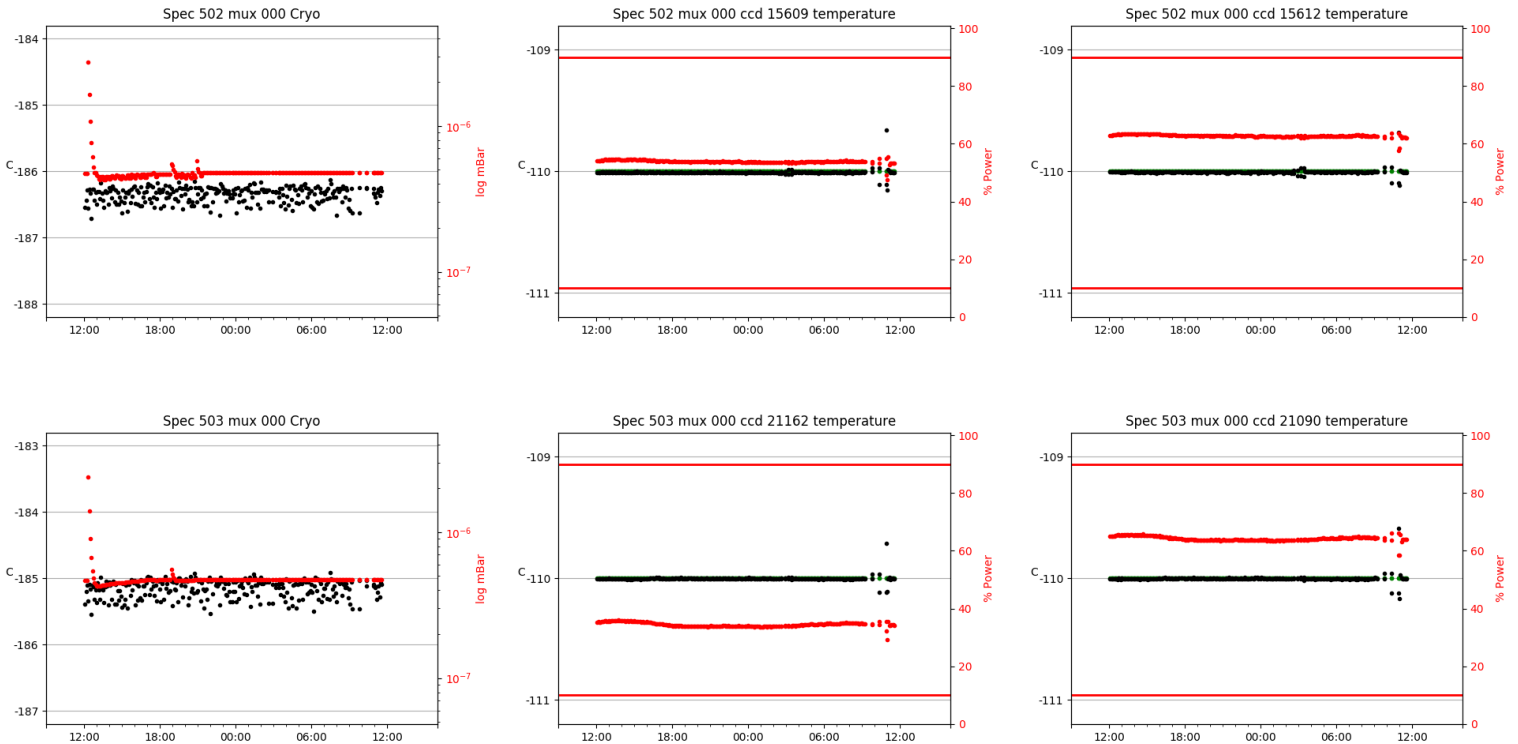 Spec 502 mux 000 Cryo
-184
-185
-186
-187
-188
C
10⁻⁶
10⁻⁷
log mBar
12:00 18:00 00:00 06:00 12:00
Spec 502 mux 000 ccd 15609 temperature
-109
-110
-111
C
100
80
60
40
20
0
% Power
12:00 18:00 00:00 06:00 12:00
Spec 502 mux 000 ccd 15612 temperature
-109
-110
-111
C
100
80
60
40
20
0
% Power
12:00 18:00 00:00 06:00 12:00
Spec 503 mux 000 Cryo
-183
-184
-185
-186
-187
C
10⁻⁶
10⁻⁷
log mBar
12:00 18:00 00:00 06:00 12:00
Spec 503 mux 000 ccd 21162 temperature
-109
-110
-111
C
100
80
60
40
20
0
% Power
12:00 18:00 00:00 06:00 12:00
Spec 503 mux 000 ccd 21090 temperature
-109
-110
-111
C
100
80
60
40
20
0
% Power
12:00 18:00 00:00 06:00 12:00